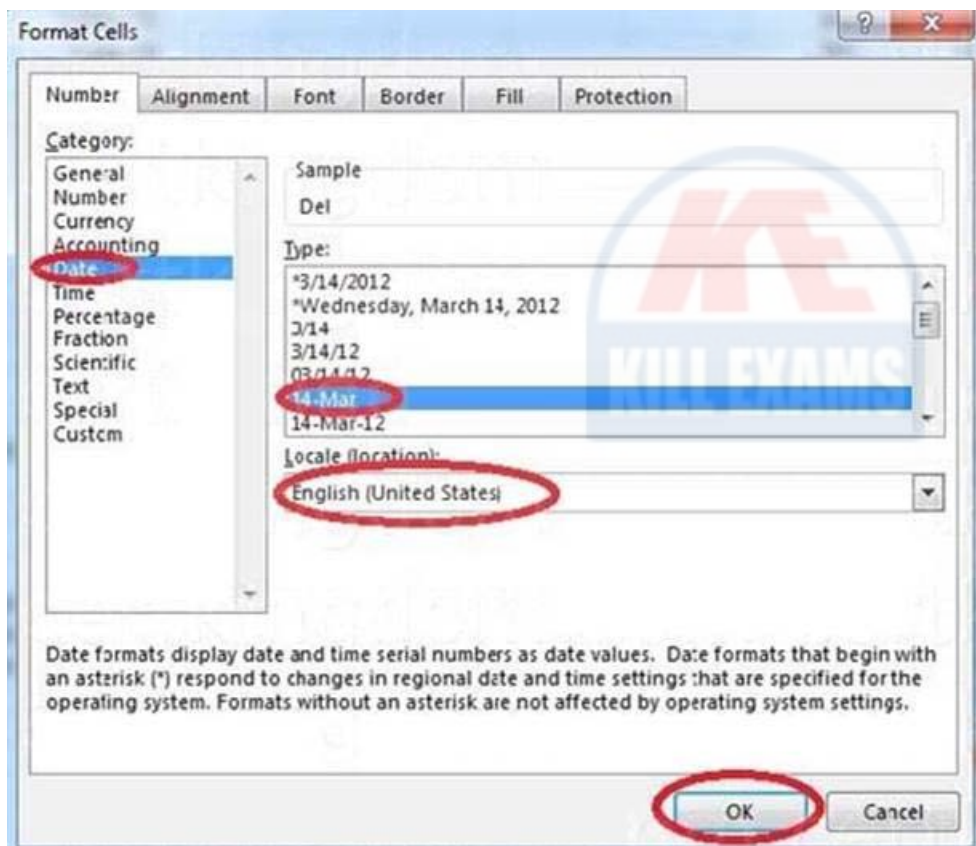 Format Cells
Number Alignment Font Border Fill Protection
Category:
General
Number
Currency
Accounting
Date
Time
Percentage
Fraction
Scientific
Text
Special
Custom
Sample
Del
Type:
*3/14/2012
*Wednesday, March 14, 2012
3/14
3/14/12
03/14/12
14-Mar
14-Mar-12
Locale (location):
English (United States)
KE
KILL EXAMS
Date formats display date and time serial numbers as date values. Date formats that begin with
an asterisk (*) respond to changes in regional date and time settings that are specified for the
operating system. Formats without an asterisk are not affected by operating system settings.
OK Cancel